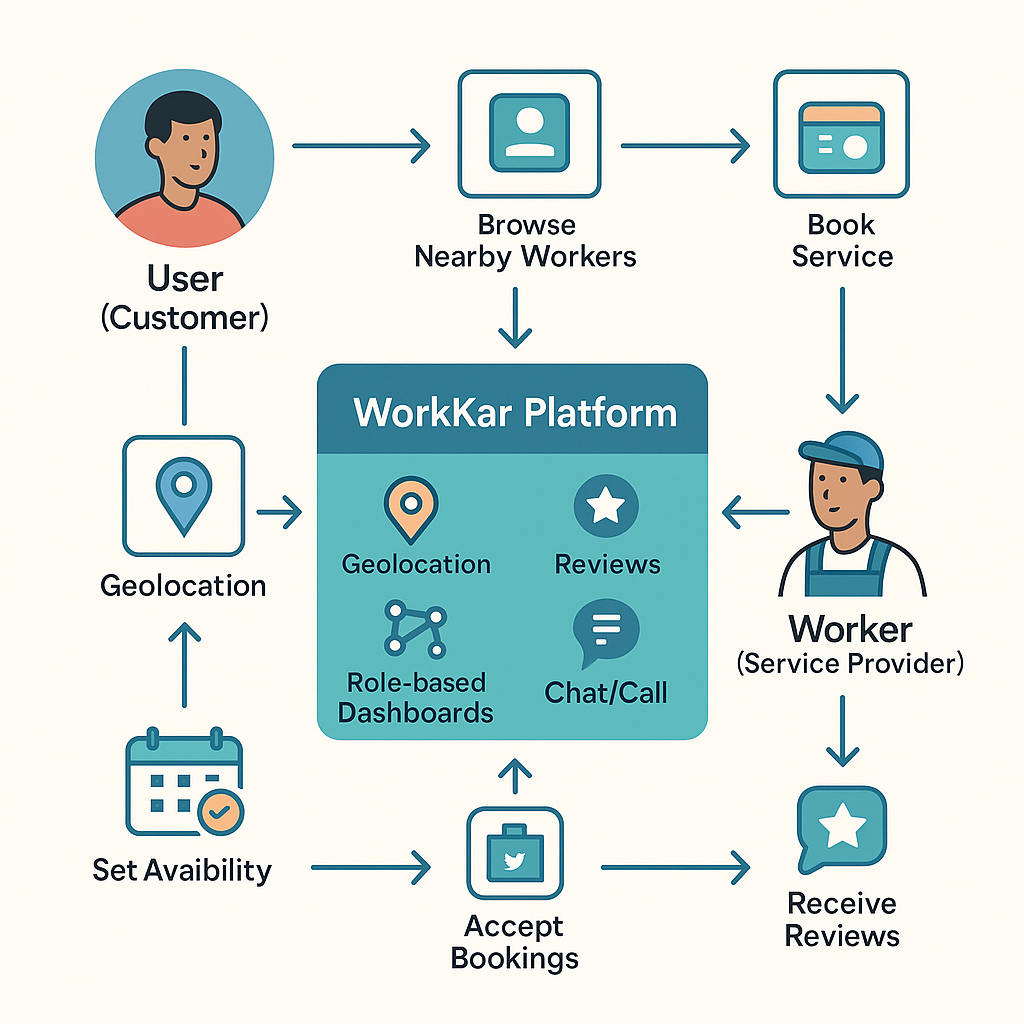 User
(Customer)
Browse
Nearby Workers
Book
Service
WorkKar Platform
Geolocation
Reviews
Role-based
Dashboards
Chat/Call
Geolocation
Worker
(Service Provider)
Set Avaibility
Accept
Bookings
Receive
Reviews